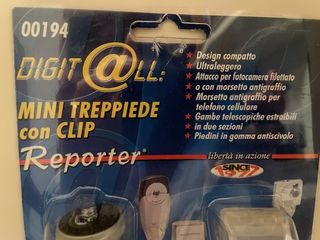 00194
DIGIT@LL:
MINI TREPPIEDE
con CLIP
Reporter®
★ Design compatto
★ Ultraleggero
★ Attacco per fotocamera filettato
★ o con morsetto antigraffio
★ Morsetto antigraffio per
telefono cellulare
★ Gambe telescopiche estraibili
★ in due sezioni
★ Piedini in gomma antiscivolo
libertà in azione
SINCE